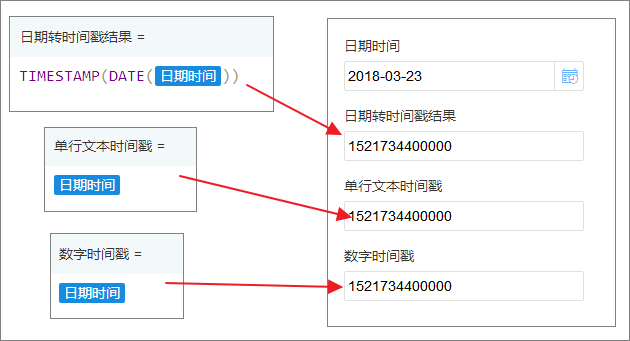 日期转时间戳结果 =
TIMESTAMP(DATE(日期时间))
单行文本时间戳 =
日期时间
数字时间戳 =
日期时间
日期时间
2018-03-23
日期转时间戳结果
1521734400000
单行文本时间戳
1521734400000
数字时间戳
1521734400000